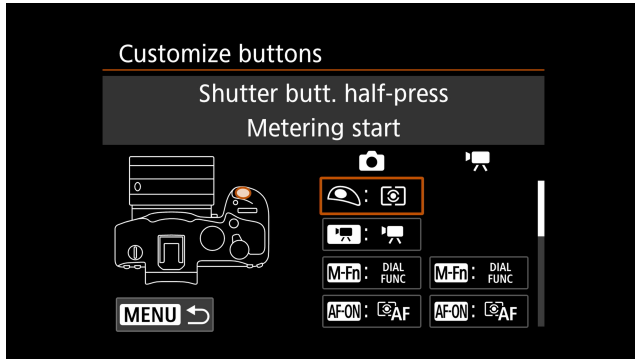 Customize buttons
Shutter butt. half-press
Metering start
M-Fn : DIAL FUNC M-Fn : DIAL FUNC
AF-ON : AF AF-ON : AF
MENU